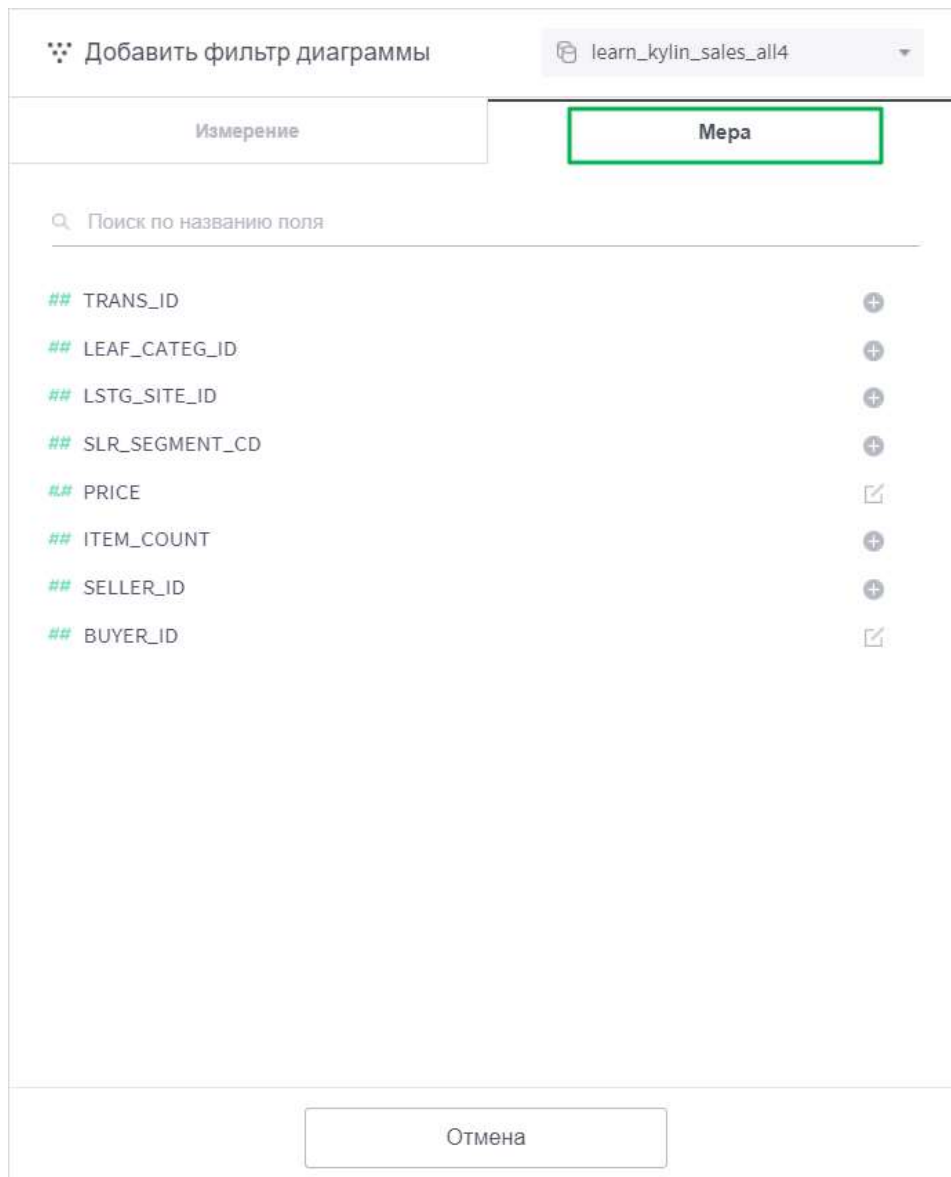 Добавить фильтр диаграммы learn_kylin_sales_all4
Измерение Мера
Поиск по названию поля
## TRANS_ID
## LEAF_CATEG_ID
## LSTG_SITE_ID
## SLR_SEGMENT_CD
#.# PRICE
## ITEM_COUNT
## SELLER_ID
## BUYER_ID
Отмена